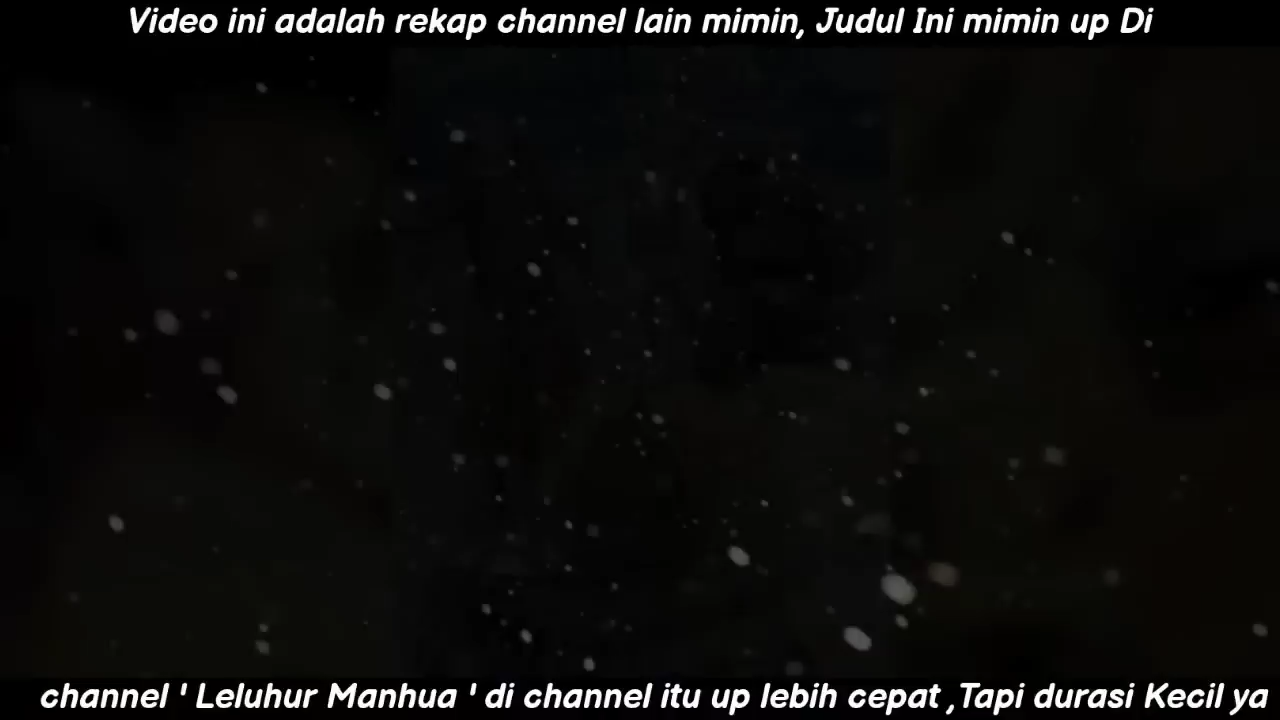 Video ini adalah rekap channel lain mimin, Judul Ini mimin up Di
channel ' Leluhur Manhua ' di channel itu up lebih cepat ,Tapi durasi Kecil ya